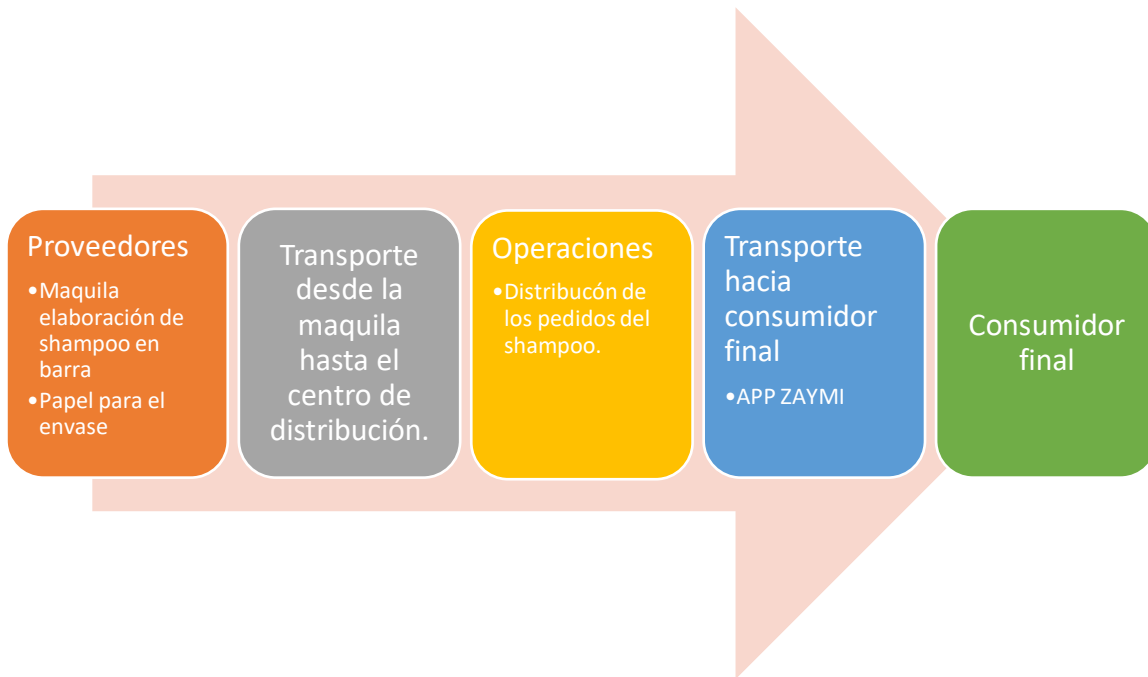 Proveedores
•Maquila
elaboración de
shampoo en
barra
•Papel para el
envase
Transporte
desde la
maquila
hasta el
centro de
distribución.
Operaciones
•Distribucón de
los pedidos del
shampoo.
Transporte
hacia
consumidor
final
•APP ZAYMI
Consumidor
final